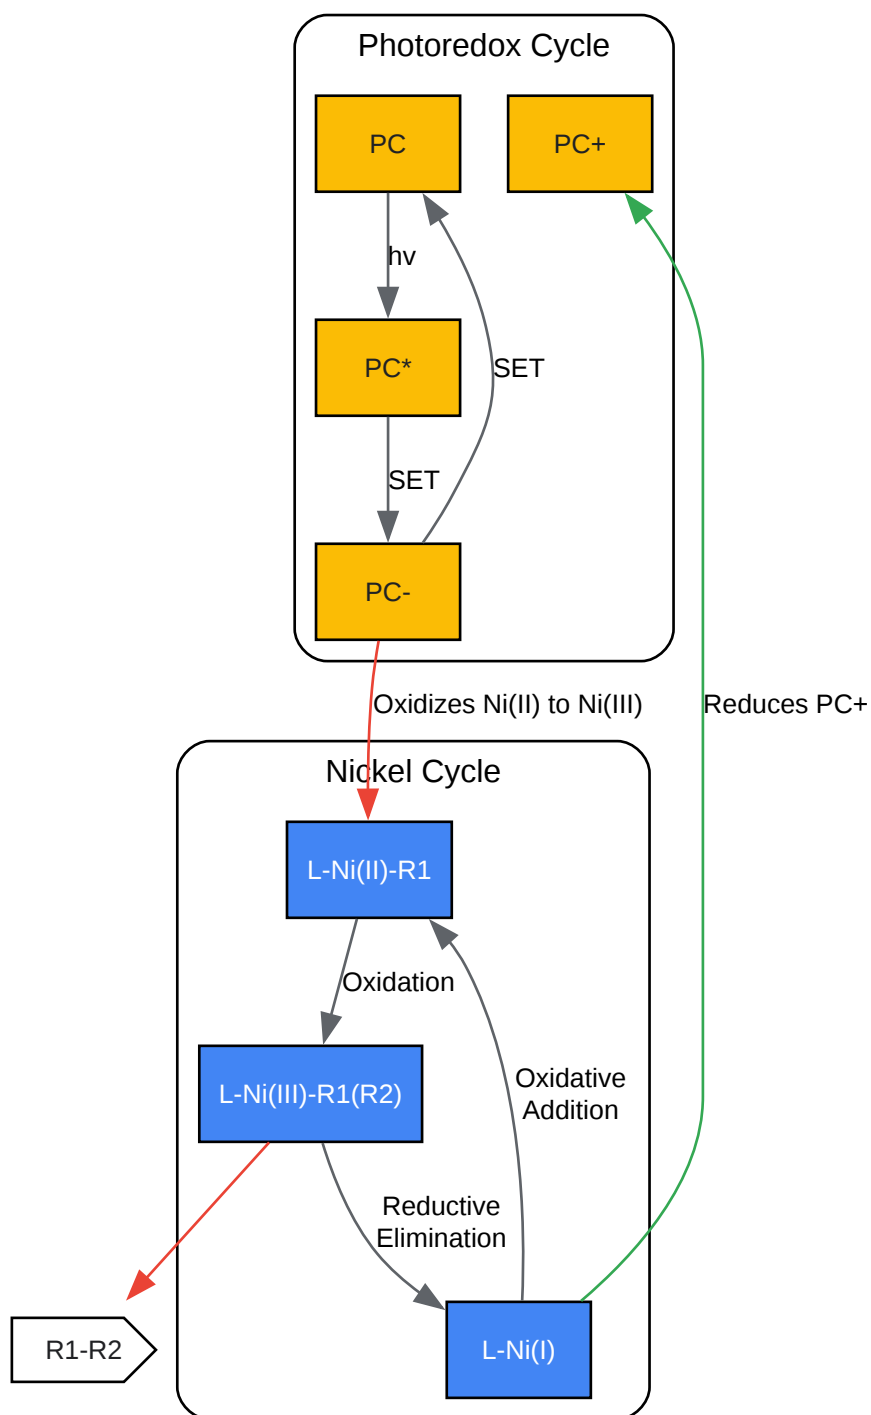 Photoredox Cycle
PC
PC+
hv
PC*
SET
SET
PC-
Oxidizes Ni(II) to Ni(III)
Reduces PC+
Nickel Cycle
L-Ni(II)-R1
Oxidation
L-Ni(III)-R1(R2)
Oxidative
Addition
Reductive
Elimination
R1-R2
L-Ni(I)